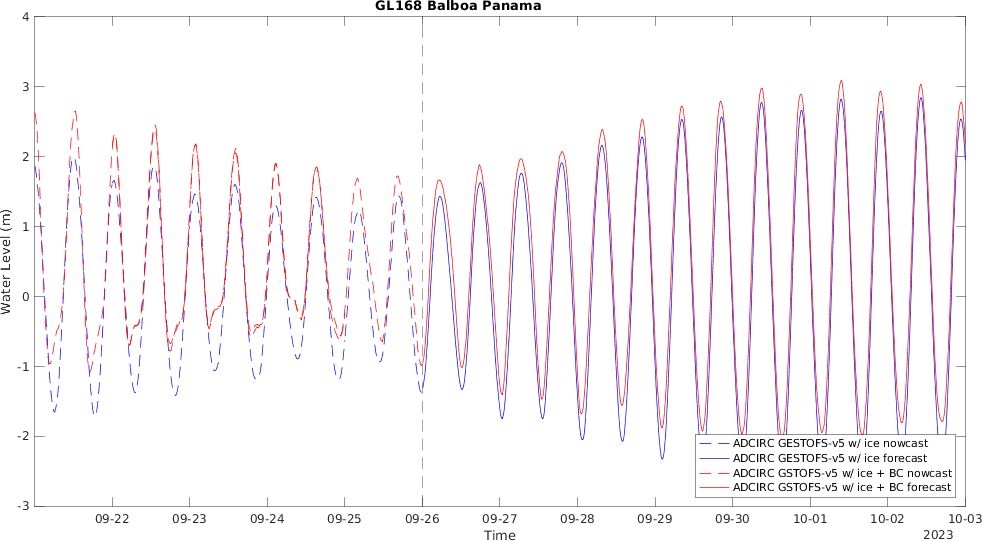 GL168 Balboa Panama
4
3
2
1
0
-1
-2
-3
Water Level (m)
ADCIRC GESTOFS-v5 w/ ice nowcast
ADCIRC GESTOFS-v5 w/ ice forecast
ADCIRC GSTOFS-v5 w/ ice + BC nowcast
ADCIRC GSTOFS-v5 w/ ice + BC forecast
09-22 09-23 09-24 09-25 09-26 09-27 09-28 09-29 09-30 10-01 10-02 10-03
Time
2023